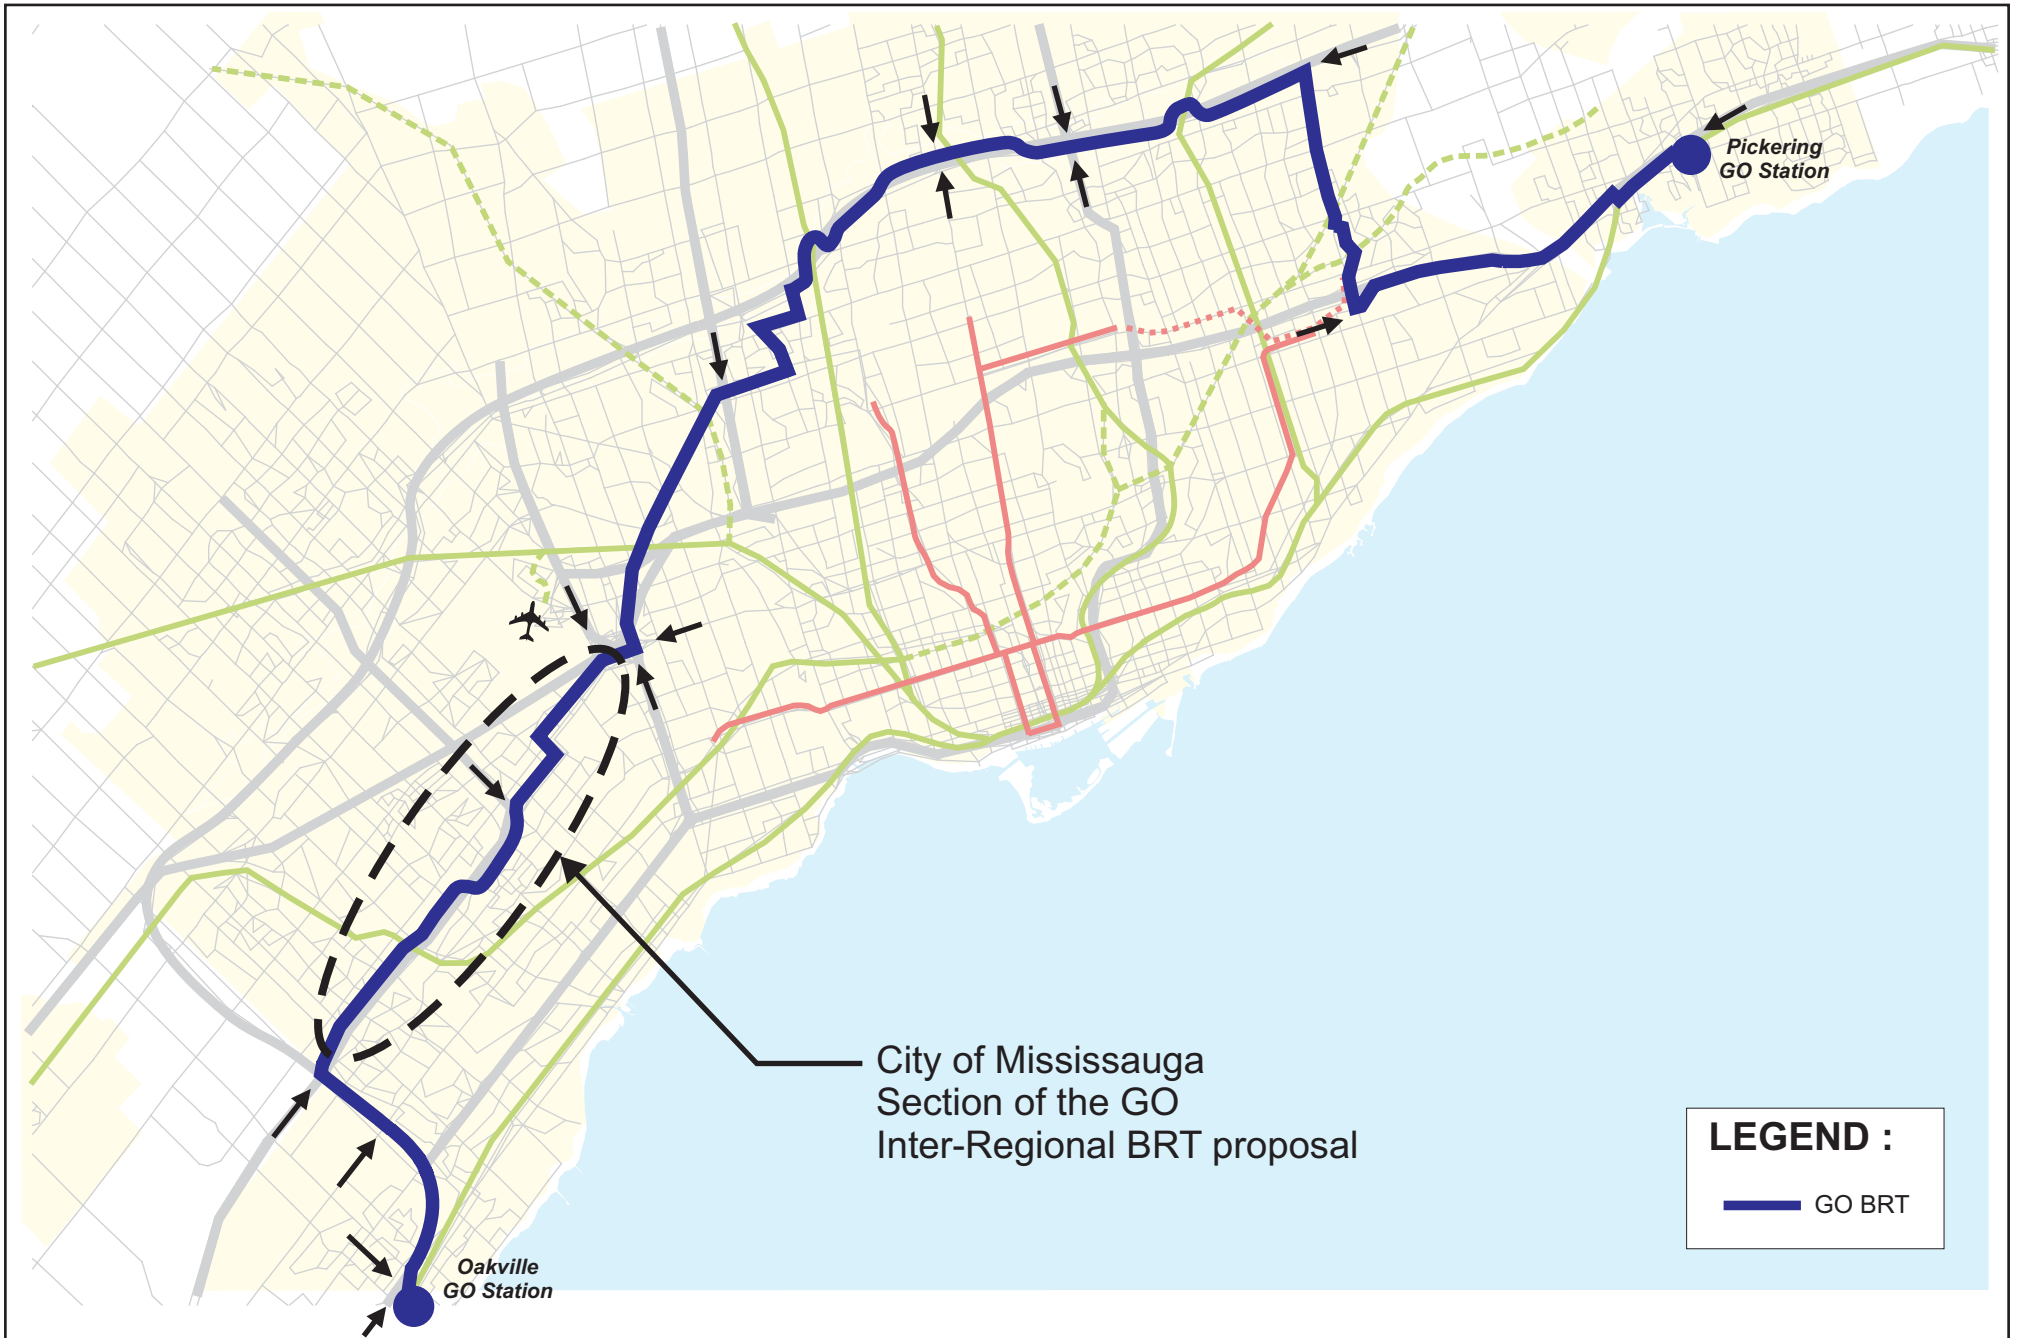 Pickering
GO Station
City of Mississauga
Section of the GO
Inter-Regional BRT proposal
LEGEND :
GO BRT
Oakville
GO Station